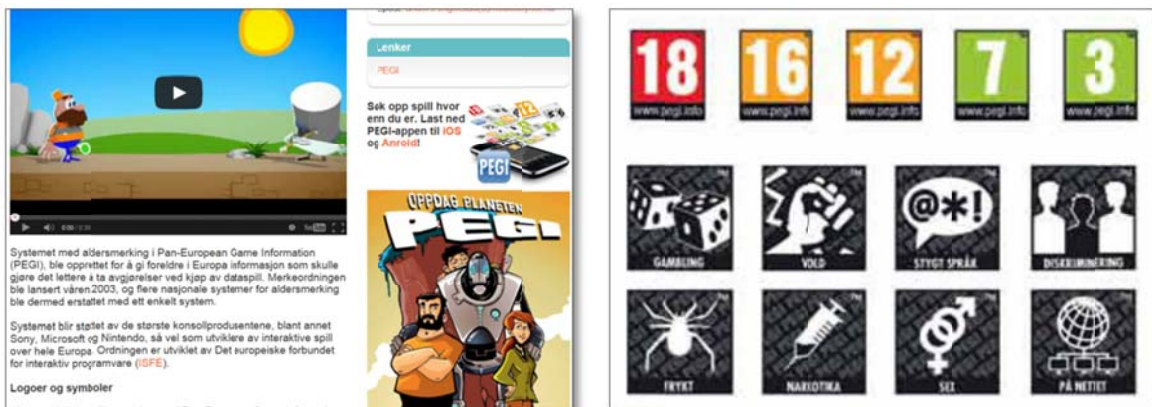 Lenker
PEGI
Søk opp spill hvor
enn du er. Last ned
PEGI-appen til iOS
og Anroid!
PEGI
OPPDAG PLANETEN
PEGI
0:00 / 0:30
YouTube
Systemet med aldersmerking i Pan-European Game Information
(PEGI), ble opprettet for å gi foreldre i Europa informasjon som skulle
gjøre det lettere å ta avgjørelser ved kjøp av dataspill. Merkeordningen
ble lansert våren 2003, og flere nasjonale systemer for aldersmerking
ble dermed erstattet med ett enkelt system.
Systemet blir støttet av de største konsollprodusentene, blant annet
Sony, Microsoft og Nintendo, så vel som utviklere av interaktive spill
over hele Europa. Ordningen er utviklet av Det europeiske forbundet
for interaktiv programvare (ISFE).
Logoer og symboler
18 16 12 7 3
www.pegi.info www.pegi.info www.pegi.info www.pegi.info www.pegi.info
@*!
GAMBLING VOLD STYGT SPRÅK DISKRIMINERING
FRYKT NARKOTIKA SEX PÅ NETTET